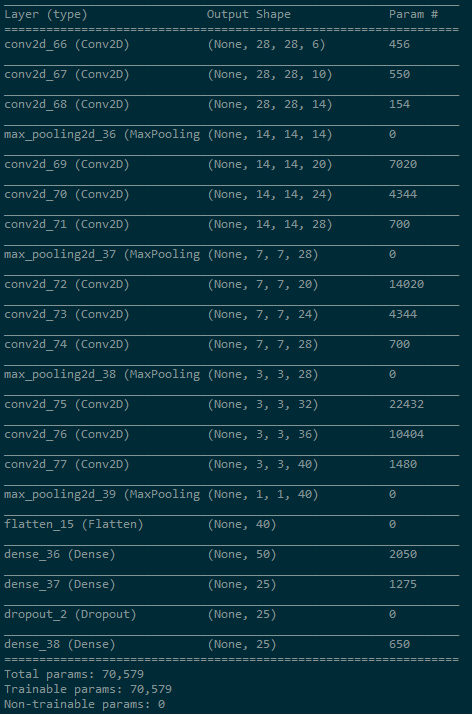 Layer (type) Output Shape Param #
=================================================================
conv2d_66 (Conv2D) (None, 28, 28, 6) 456
conv2d_67 (Conv2D) (None, 28, 28, 10) 550
conv2d_68 (Conv2D) (None, 28, 28, 14) 154
max_pooling2d_36 (MaxPooling (None, 14, 14, 14) 0
conv2d_69 (Conv2D) (None, 14, 14, 20) 7020
conv2d_70 (Conv2D) (None, 14, 14, 24) 4344
conv2d_71 (Conv2D) (None, 14, 14, 28) 700
max_pooling2d_37 (MaxPooling (None, 7, 7, 28) 0
conv2d_72 (Conv2D) (None, 7, 7, 20) 14020
conv2d_73 (Conv2D) (None, 7, 7, 24) 4344
conv2d_74 (Conv2D) (None, 7, 7, 28) 700
max_pooling2d_38 (MaxPooling (None, 3, 3, 28) 0
conv2d_75 (Conv2D) (None, 3, 3, 32) 22432
conv2d_76 (Conv2D) (None, 3, 3, 36) 10404
conv2d_77 (Conv2D) (None, 3, 3, 40) 1480
max_pooling2d_39 (MaxPooling (None, 1, 1, 40) 0
flatten_15 (Flatten) (None, 40) 0
dense_36 (Dense) (None, 50) 2050
dense_37 (Dense) (None, 25) 1275
dropout_2 (Dropout) (None, 25) 0
dense_38 (Dense) (None, 25) 650
=================================================================
Total params: 70,579
Trainable params: 70,579
Non-trainable params: 0